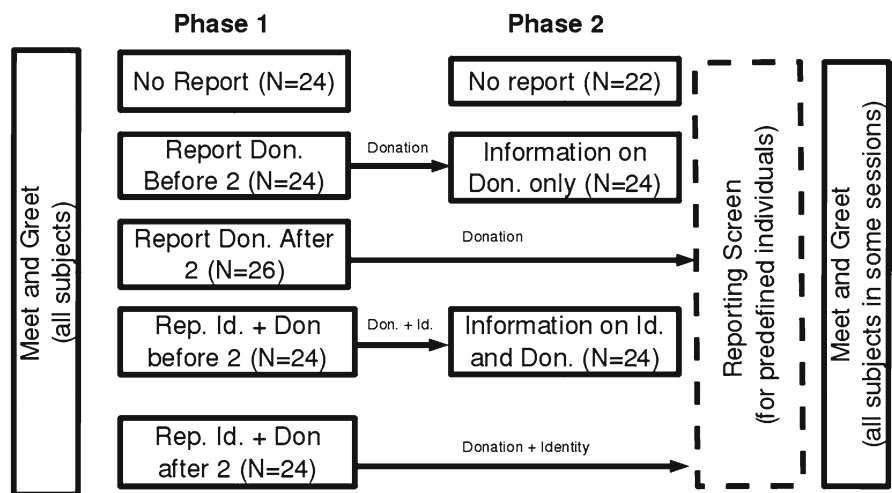 Phase 1
Phase 2
Meet and Greet
(all subjects)
No Report (N=24)
No report (N=22)
Report Don.
Before 2 (N=24)
Donation
Information on
Don. only (N=24)
Report Don. After
2 (N=26)
Donation
Rep. Id. + Don
before 2 (N=24)
Don. + Id.
Information on Id.
and Don. (N=24)
Rep. Id. + Don
after 2 (N=24)
Donation + Identity
Reporting Screen
(for predefined individuals)
Meet and Greet
(all subjects in some sessions)